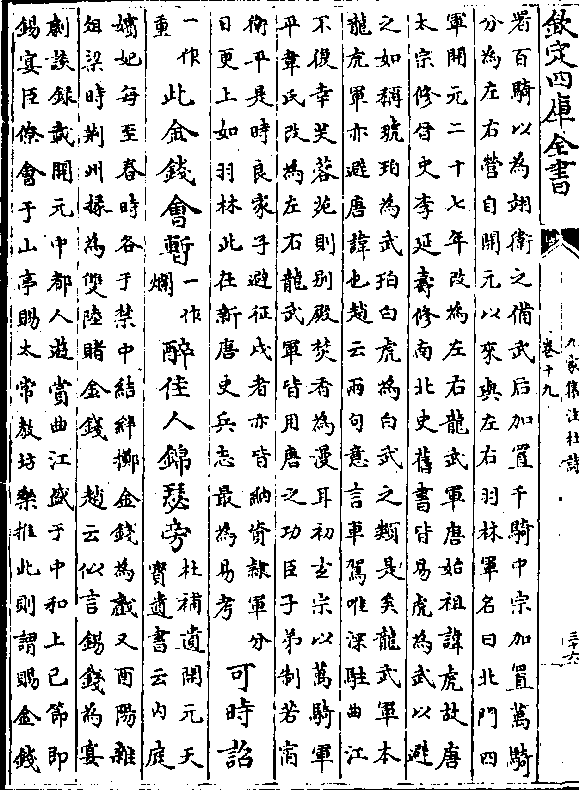 欽定四庫全書
九家集注杜詩
卷十九
三十六
者百騎以為翊衛之備武后加置千騎中宗加置萬騎
分為左右營自開元以來與左右羽林軍名曰北門四
軍開元二十七年改為左右龍武軍唐始祖諱虎故唐
太宗修晉史李延壽修南北史舊書皆易虎為武以避
之如稱琥珀為武珀白虎為白武之類是矣龍武軍本
龍虎軍亦避唐諱也趙云兩句意言車駕唯深駐曲江
不復幸芙蓉苑則别殿焚香為漫耳初玄宗以萬騎軍
平韋氏改為左右龍武軍皆用唐之功臣子弟制若宿
衛平是時良家子避征戍者亦皆納資隸軍分
日更上如羽林此在新唐史兵志最為易考
可時詔
一作
重
此金錢會暫
一作
爛
醉佳人錦瑟旁
杜補遺開元天
寶遺書云内庭
嬪妃每至春時各于禁中結絆擲金錢為戲又酉陽雜
俎梁時荆州掾為雙陸賭金錢 趙云似言錫錢為宴
劇談録載開元中都人遊賞曲江盛于中和上已節即
錫宴臣僚會于山亭賜太常教坊樂推此則謂賜金錢